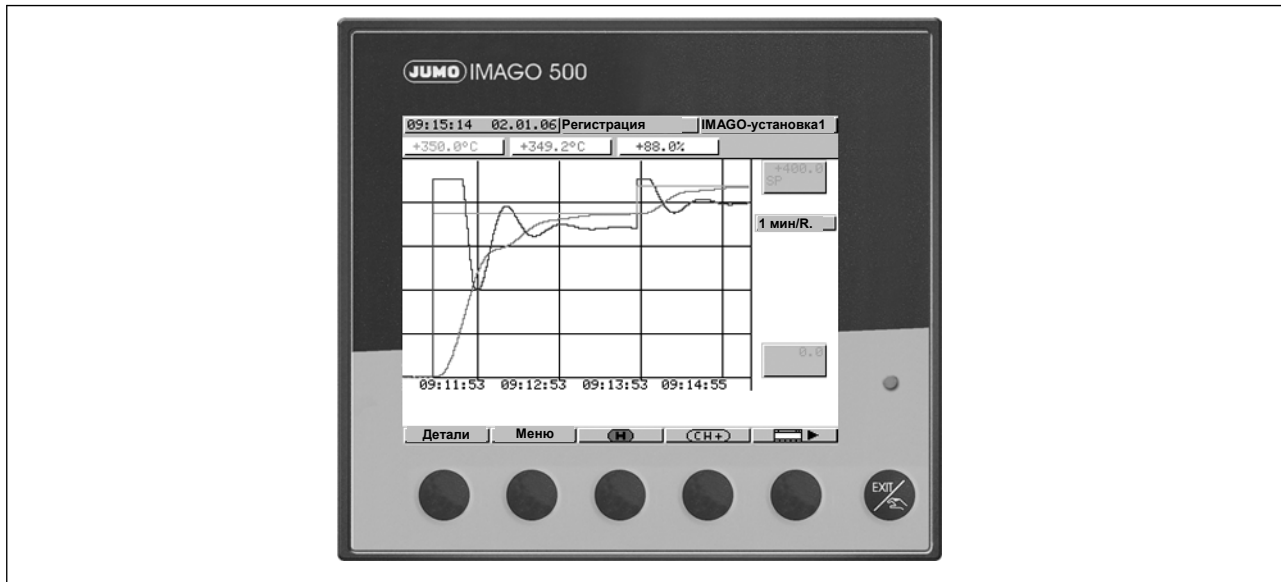 JUMO IMAGO 500
09:15:14 02.01.06 Регистрация IMAGO-установка1
+350.0°C +349.2°C +88.0%
+400.0
SP
1 мин/R.
0.0
09:11:53 09:12:53 09:13:53 09:14:55
Детали Меню H CH+
EXIT